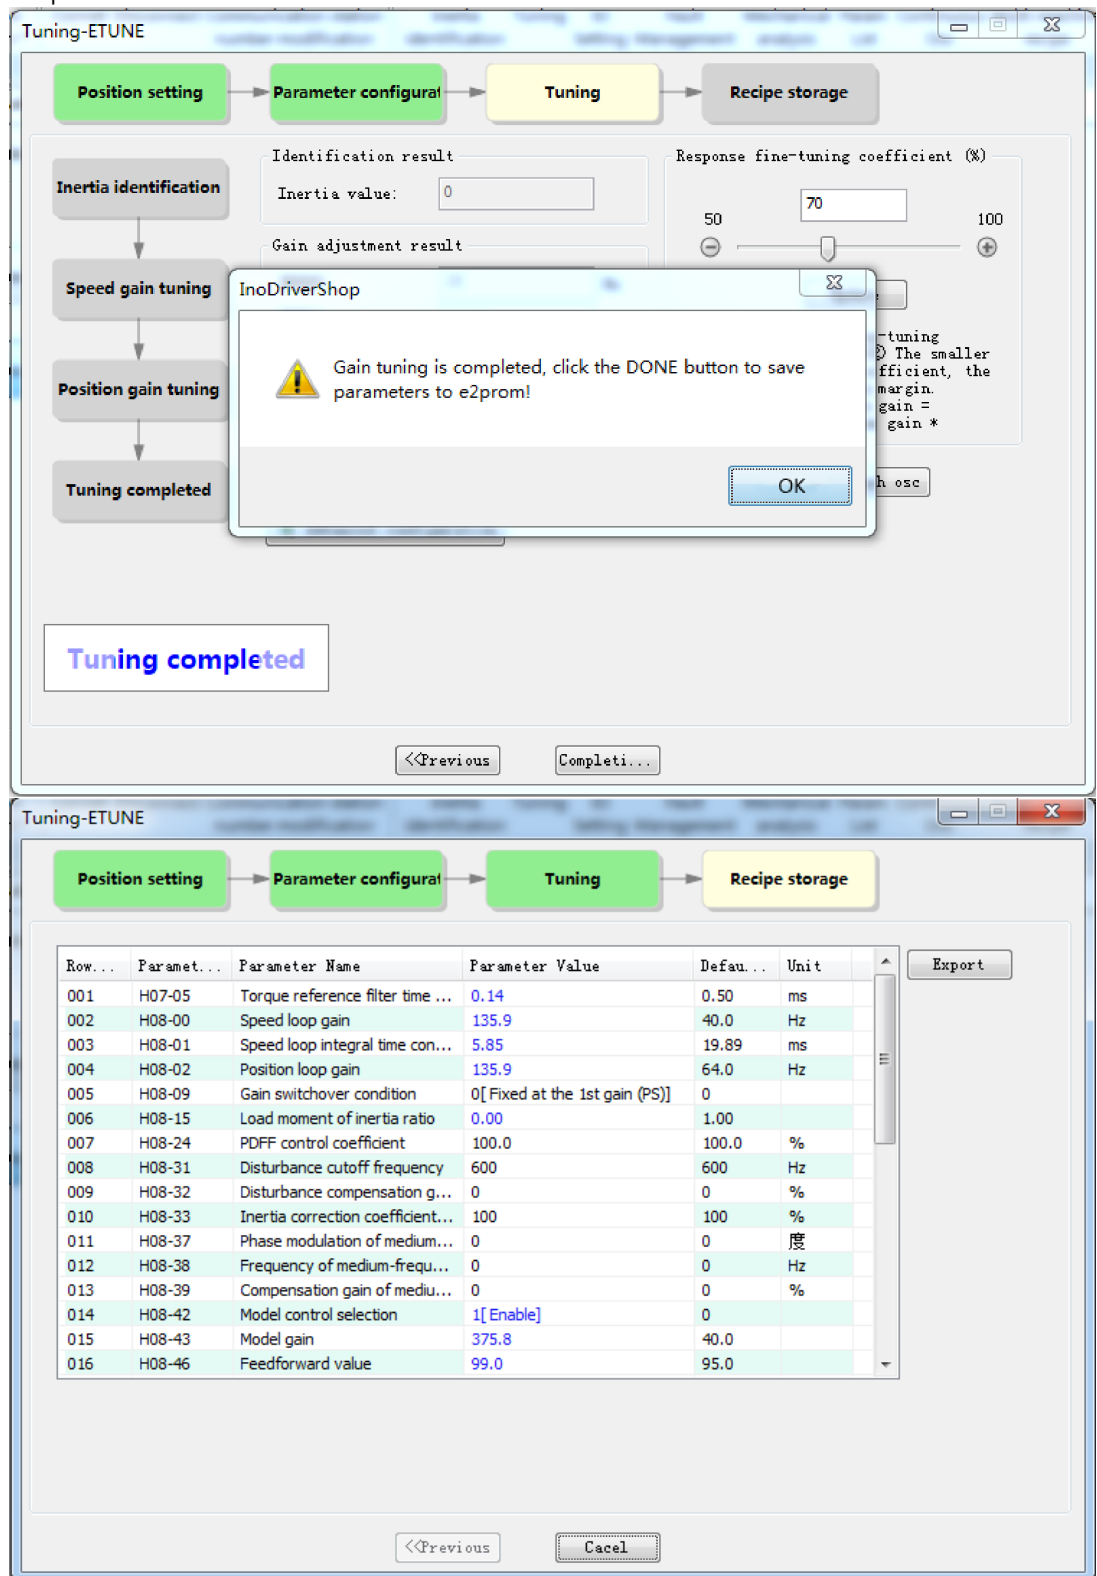 Tuning-ETUNE
Position setting
Parameter configurat
Tuning
Recipe storage
Inertia identification
Speed gain tuning
Position gain tuning
Tuning completed
Identification result
Inertia value: 0
Gain adjustment result
Response fine-tuning coefficient (%)
70
50 100
-tuning
The smaller
fficient, the
margin.
gain =
gain *
h osc
InoDriverShop
Gain tuning is completed, click the DONE button to save
parameters to e2prom!
OK
Tuning completed
<<Previous Completi...
Tuning-ETUNE
Position setting
Parameter configurat
Tuning
Recipe storage
Row... Paramet... Parameter Name Parameter Value Defau... Unit
001 H07-05 Torque reference filter time ... 0.14 0.50 ms
002 H08-00 Speed loop gain 135.9 40.0 Hz
003 H08-01 Speed loop integral time con... 5.85 19.89 ms
004 H08-02 Position loop gain 135.9 64.0 Hz
005 H08-09 Gain switchover condition 0[Fixed at the 1st gain (PS)] 0
006 H08-15 Load moment of inertia ratio 0.00 1.00
007 H08-24 PDFF control coefficient 100.0 100.0 %
008 H08-31 Disturbance cutoff frequency 600 600 Hz
009 H08-32 Disturbance compensation g... 0 0 %
010 H08-33 Inertia correction coefficient... 100 100 %
011 H08-37 Phase modulation of medium... 0 0 度
012 H08-38 Frequency of medium-frequ... 0 0 Hz
013 H08-39 Compensation gain of mediu... 0 0 %
014 H08-42 Model control selection 1[Enable] 0
015 H08-43 Model gain 375.8 40.0
016 H08-46 Feedforward value 99.0 95.0
Export
<<Previous Cacel